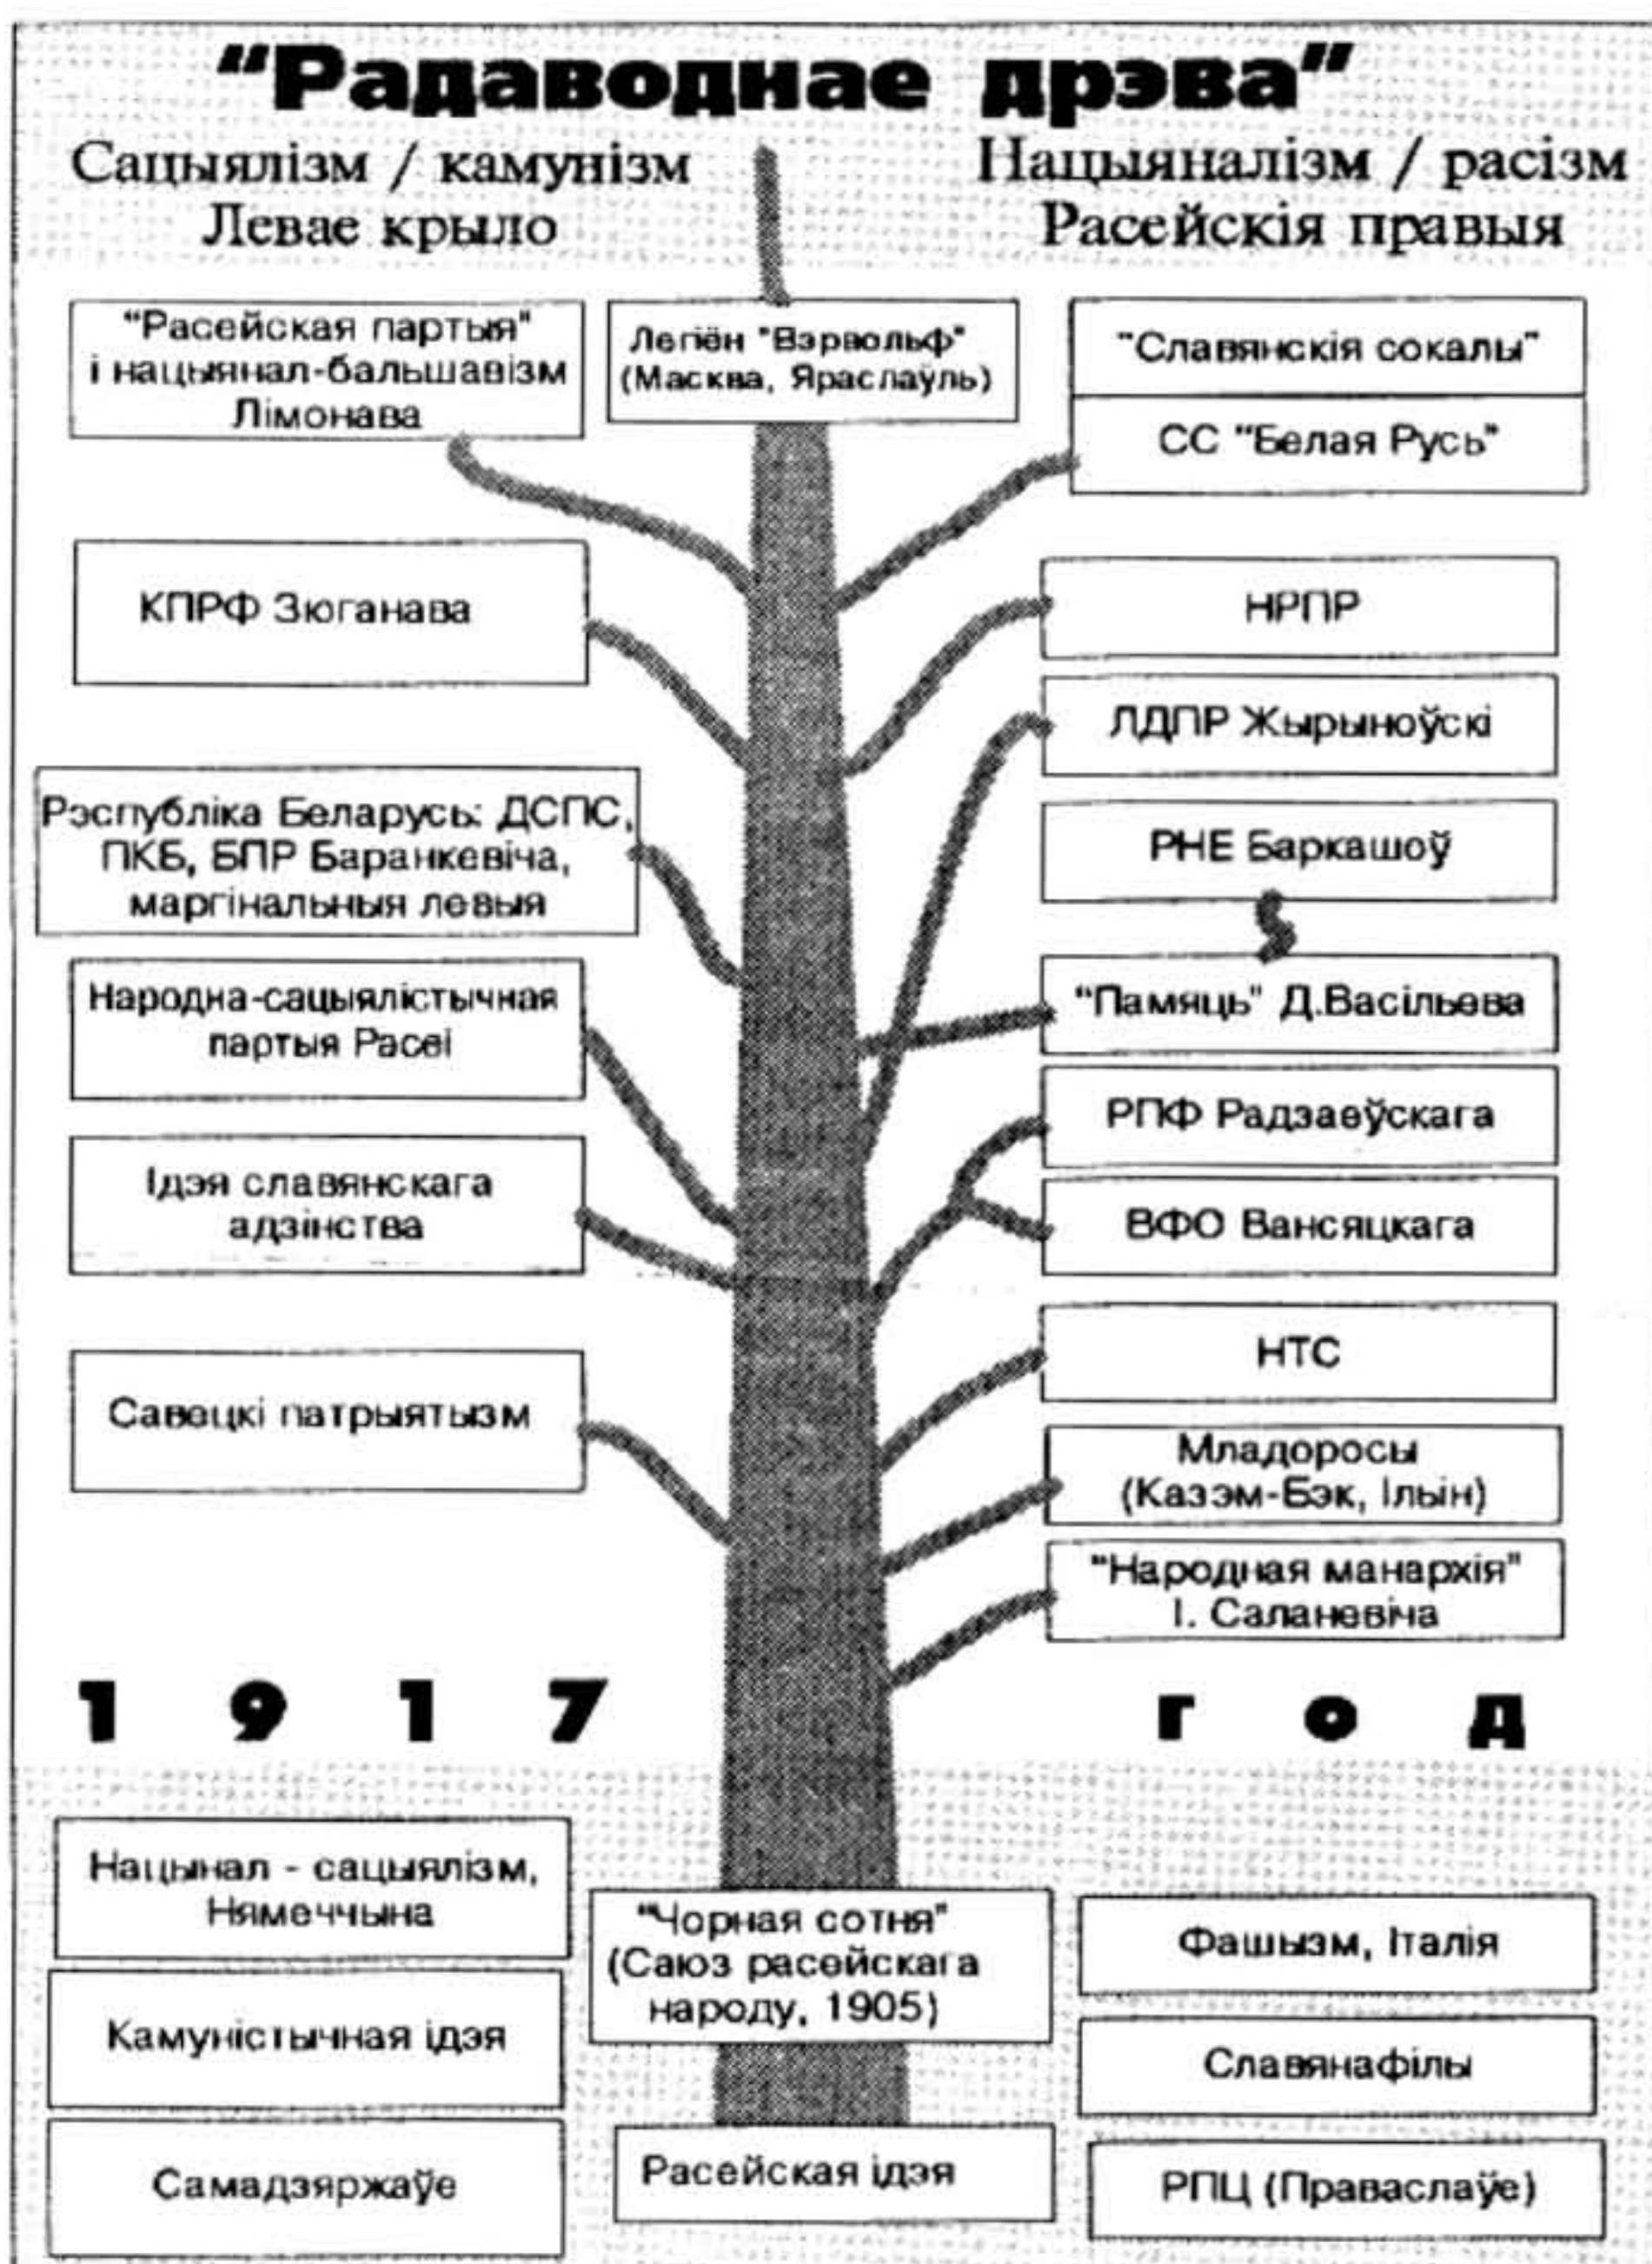 “Радаводнае дрэва”
Сацыялізм / камунізм
Левае крыло
Нацыяналізм / расізм
Расейскія правыя
"Расейская партыя"
і нацыянал-бальшавізм
Лімонава
Легіён "Вэрвольф"
(Масква, Яраслаўль)
"Славянскія сокалы"
СС "Белая Русь"
КПРФ Зюганава
НРПР
ЛДПР Жырыноўскі
Рэспубліка Беларусь: ДСПС,
ПКБ, БПР Баранкевіча,
маргінальныя левыя
РНЕ Баркашоў
Народна-сацыялістычная
партыя Расеі
"Памяць" Д.Васільева
РПФ Радзаеўскага
Ідэя славянскага
адзінства
ВФО Вансяцкага
НТС
Савецкі патрыятызм
Младоросы
(Казэм-Бэк, Ільін)
"Народная манархія"
І. Саланевіча
1917 год
Нацынал - сацыялізм,
Нямеччына
"Чорная сотня"
(Саюз расейскага
народу, 1905)
Фашызм, Італія
Камуністычная ідэя
Славянафілы
Самадзяржаўе
Расейская ідэя
РПЦ (Праваслаўе)